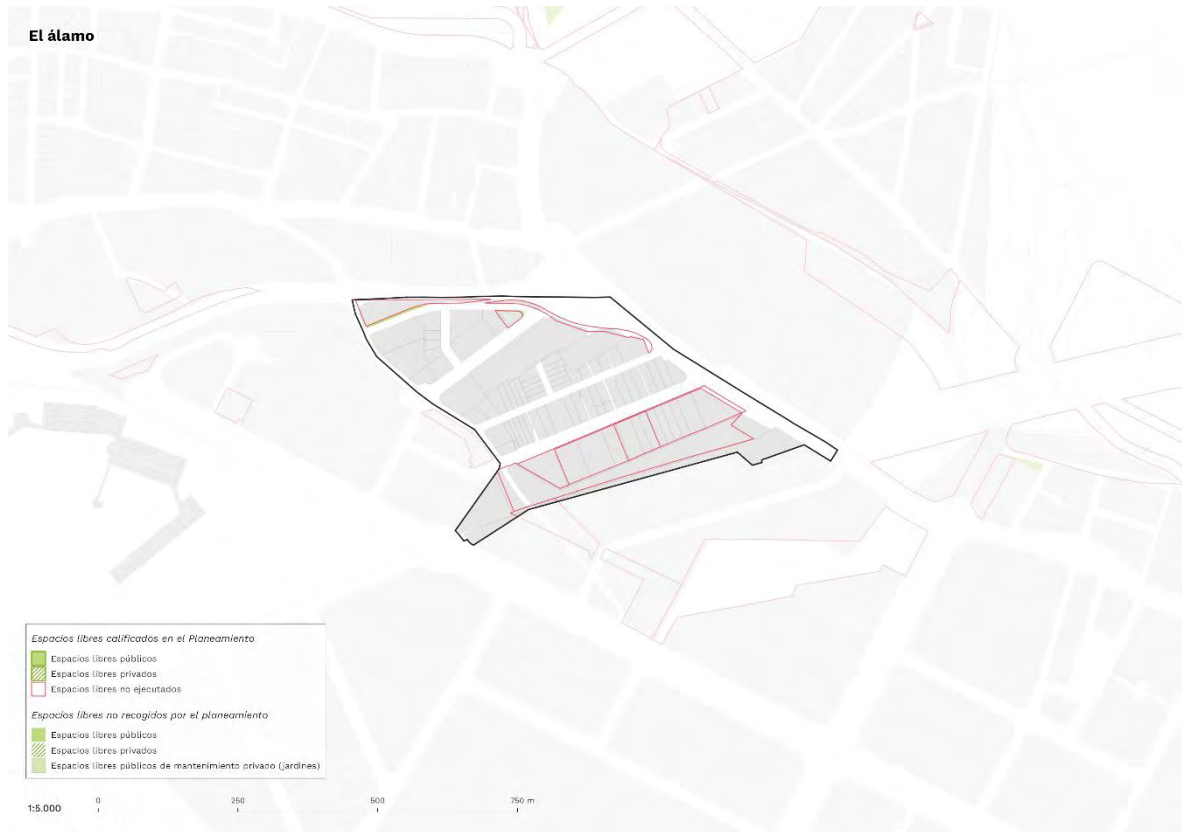 El álamo
Espacios libres calificados en el Planeamiento
Espacios libres públicos
Espacios libres privados
Espacios libres no ejecutados
Espacios libres no recogidos por el planeamiento
Espacios libres públicos
Espacios libres privados
Espacios libres públicos de mantenimiento privado (jardines)
1:5.000
0
250
500
750 m